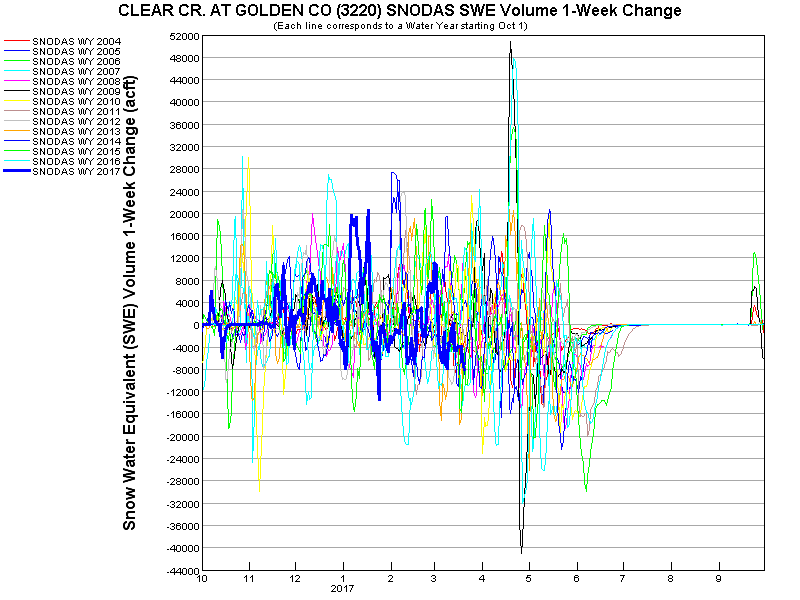 CLEAR CR. AT GOLDEN CO (3220) SNODAS SWE Volume 1-Week Change
(Each line corresponds to a Water Year starting Oct 1)
SNODAS WY 2004
SNODAS WY 2005
SNODAS WY 2006
SNODAS WY 2007
SNODAS WY 2008
SNODAS WY 2009
SNODAS WY 2010
SNODAS WY 2011
SNODAS WY 2012
SNODAS WY 2013
SNODAS WY 2014
SNODAS WY 2015
SNODAS WY 2016
SNODAS WY 2017
Snow Water Equivalent (SWE) Volume 1-Week Change (acft)
52000
48000
44000
40000
36000
32000
28000
24000
20000
16000
12000
8000
4000
0
-4000
-8000
-12000
-16000
-20000
-24000
-28000
-32000
-36000
-40000
-44000
10 11 12 1 2 3 4 5 6 7 8 9
2017